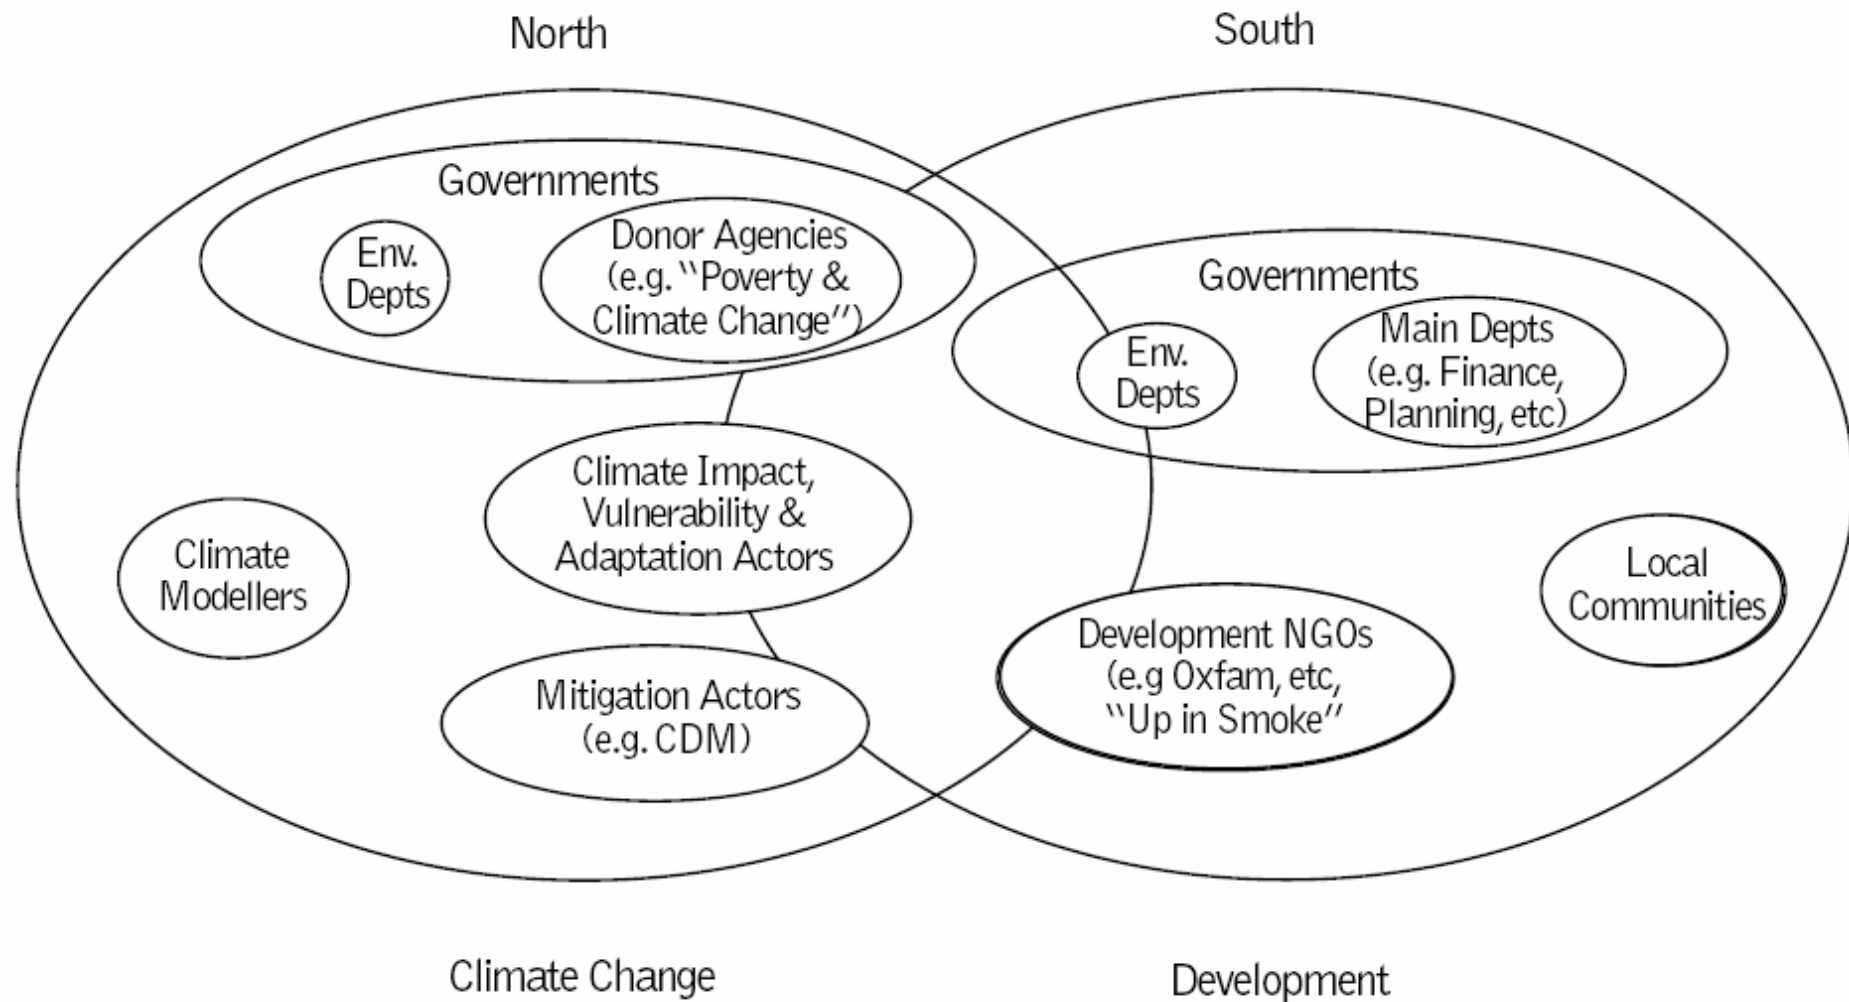 North
South
Governments
Env.
Depts
Donor Agencies
(e.g. “Poverty &
Climate Change”)
Governments
Env.
Depts
Main Depts
(e.g. Finance,
Planning, etc)
Climate Impact,
Vulnerability &
Adaptation Actors
Climate
Modellers
Local
Communities
Mitigation Actors
(e.g. CDM)
Development NGOs
(e.g Oxfam, etc,
“Up in Smoke”
Climate Change
Development